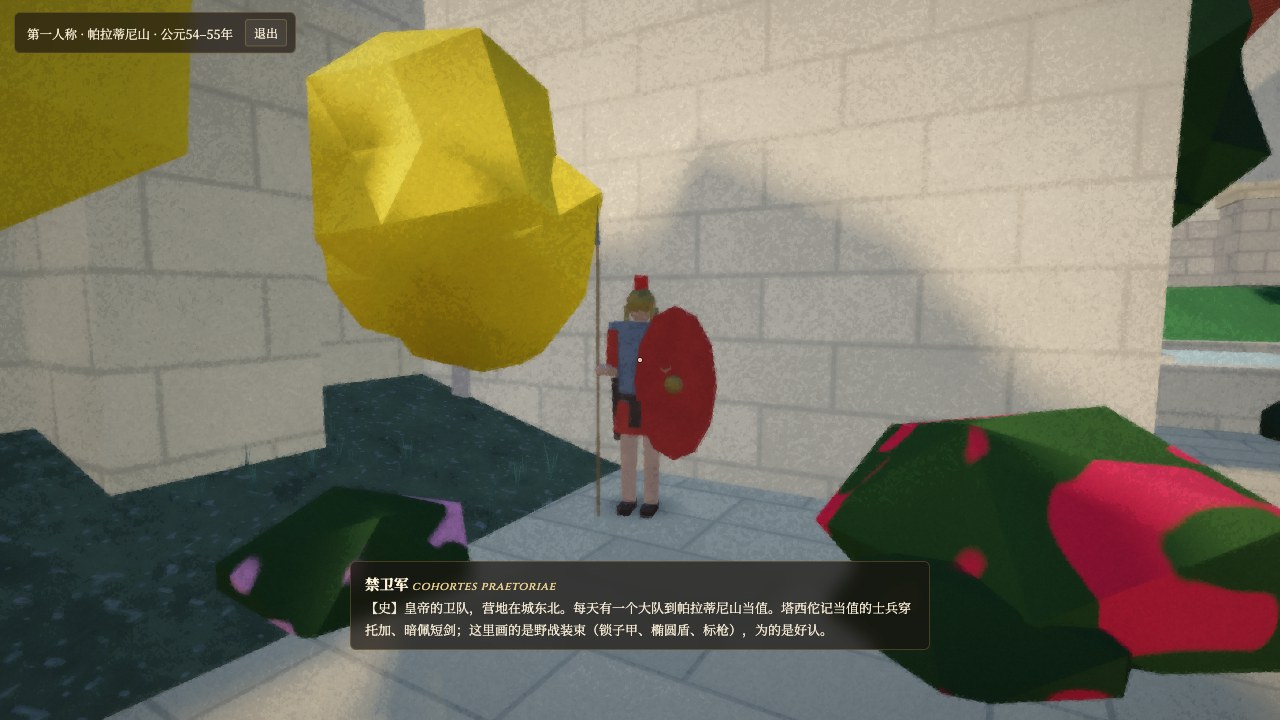 第一人称 · 帕拉蒂尼山 · 公元54–55年 退出
禁卫军 COHORTES PRAETORIAE
【史】皇帝的卫队，营地在城东北。每天有一个大队到帕拉蒂尼山当值。塔西佗记当值的士兵穿
托加、暗佩短剑；这里画的是野战装束（锁子甲、椭圆盾、标枪），为的是好认。